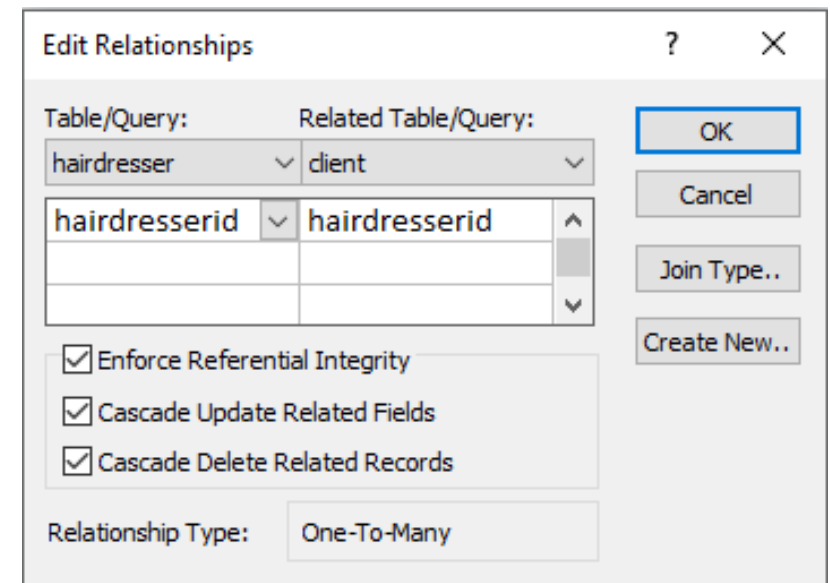 Edit Relationships ? ×
Table/Query: Related Table/Query: OK
hairdresser client
Cancel
hairdresserid hairdresserid
Join Type..
Create New..
Enforce Referential Integrity
Cascade Update Related Fields
Cascade Delete Related Records
Relationship Type: One-To-Many